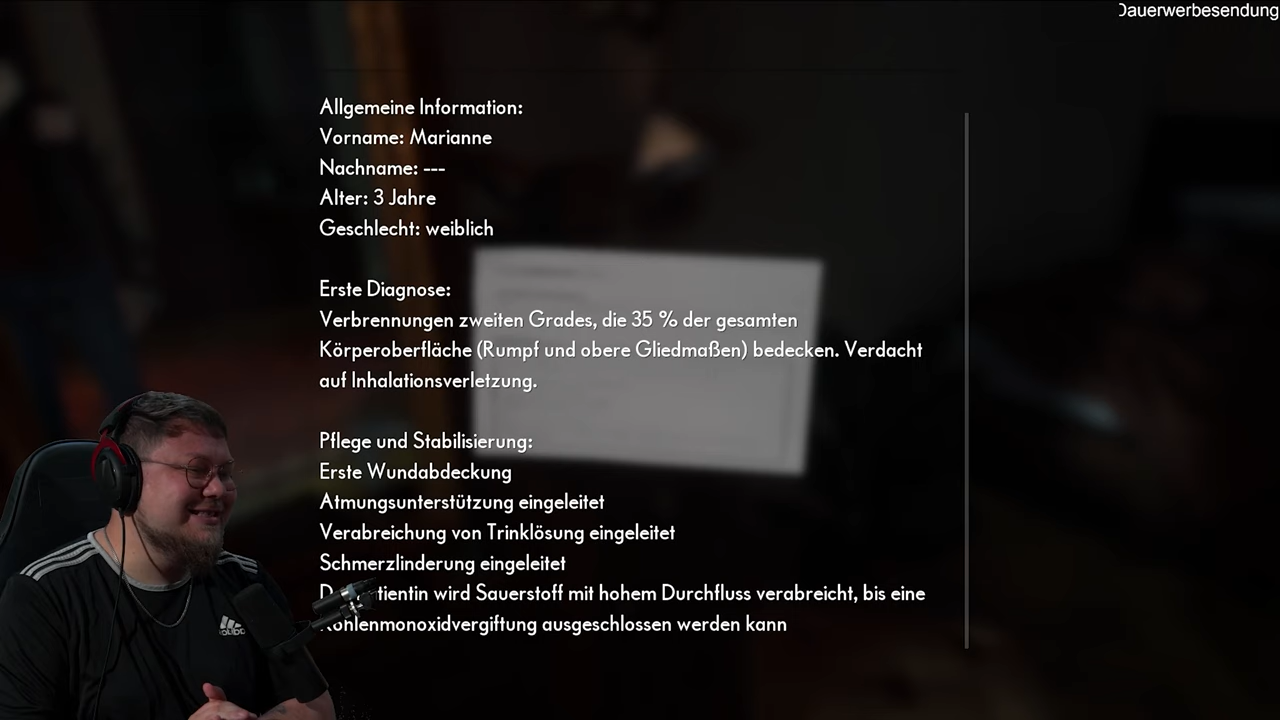 Dauerwerbesendung
Allgemeine Information:
Vorname: Marianne
Nachname: ---
Alter: 3 Jahre
Geschlecht: weiblich
Erste Diagnose:
Verbrennungen zweiten Grades, die 35 % der gesamten
Körperoberfläche (Rumpf und obere Gliedmaßen) bedecken. Verdacht
auf Inhalationsverletzung.
Pflege und Stabilisierung:
Erste Wundabdeckung
Atmungsunterstützung eingeleitet
Verabreichung von Trinklösung eingeleitet
Schmerzlinderung eingeleitet
wird Sauerstoff mit hohem Durchfluss verabreicht, bis eine
Kohlenmonoxidvergiftung ausgeschlossen werden kann